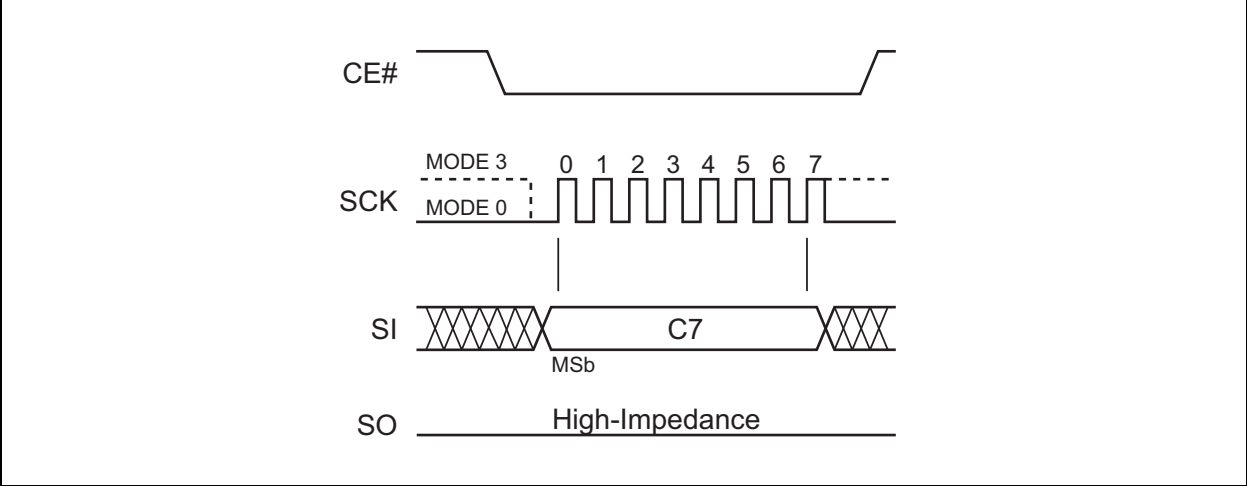 CE#
MODE 3
0 1 2 3 4 5 6 7
SCK
MODE 0
SI
C7
MSb
SO
High-Impedance